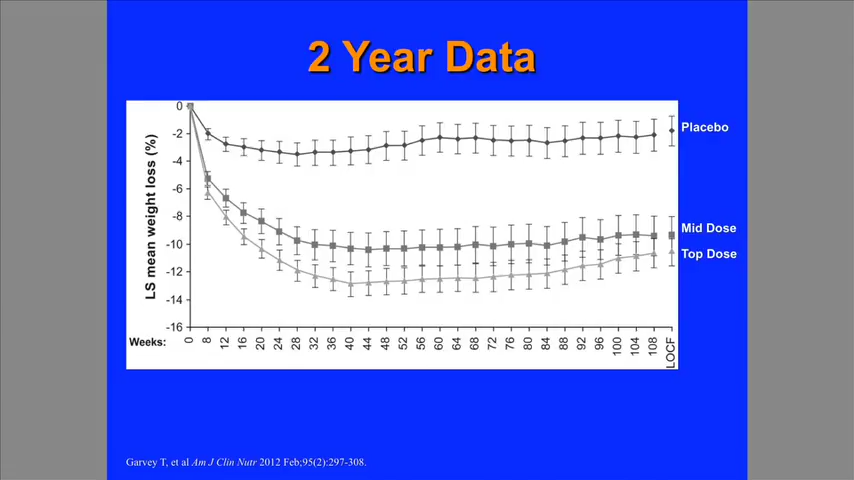 2 Year Data
0
-2
-4
-6
-8
-10
-12
-14
-16
LS mean weight loss (%)
Placebo
Mid Dose
Top Dose
Weeks:
0 8 12 16 20 24 28 32 36 40 44 48 52 56 60 64 68 72 76 80 84 88 92 96 100 104 108 LOCF
Garvey T, et al Am J Clin Nutr 2012 Feb;95(2):297-308.